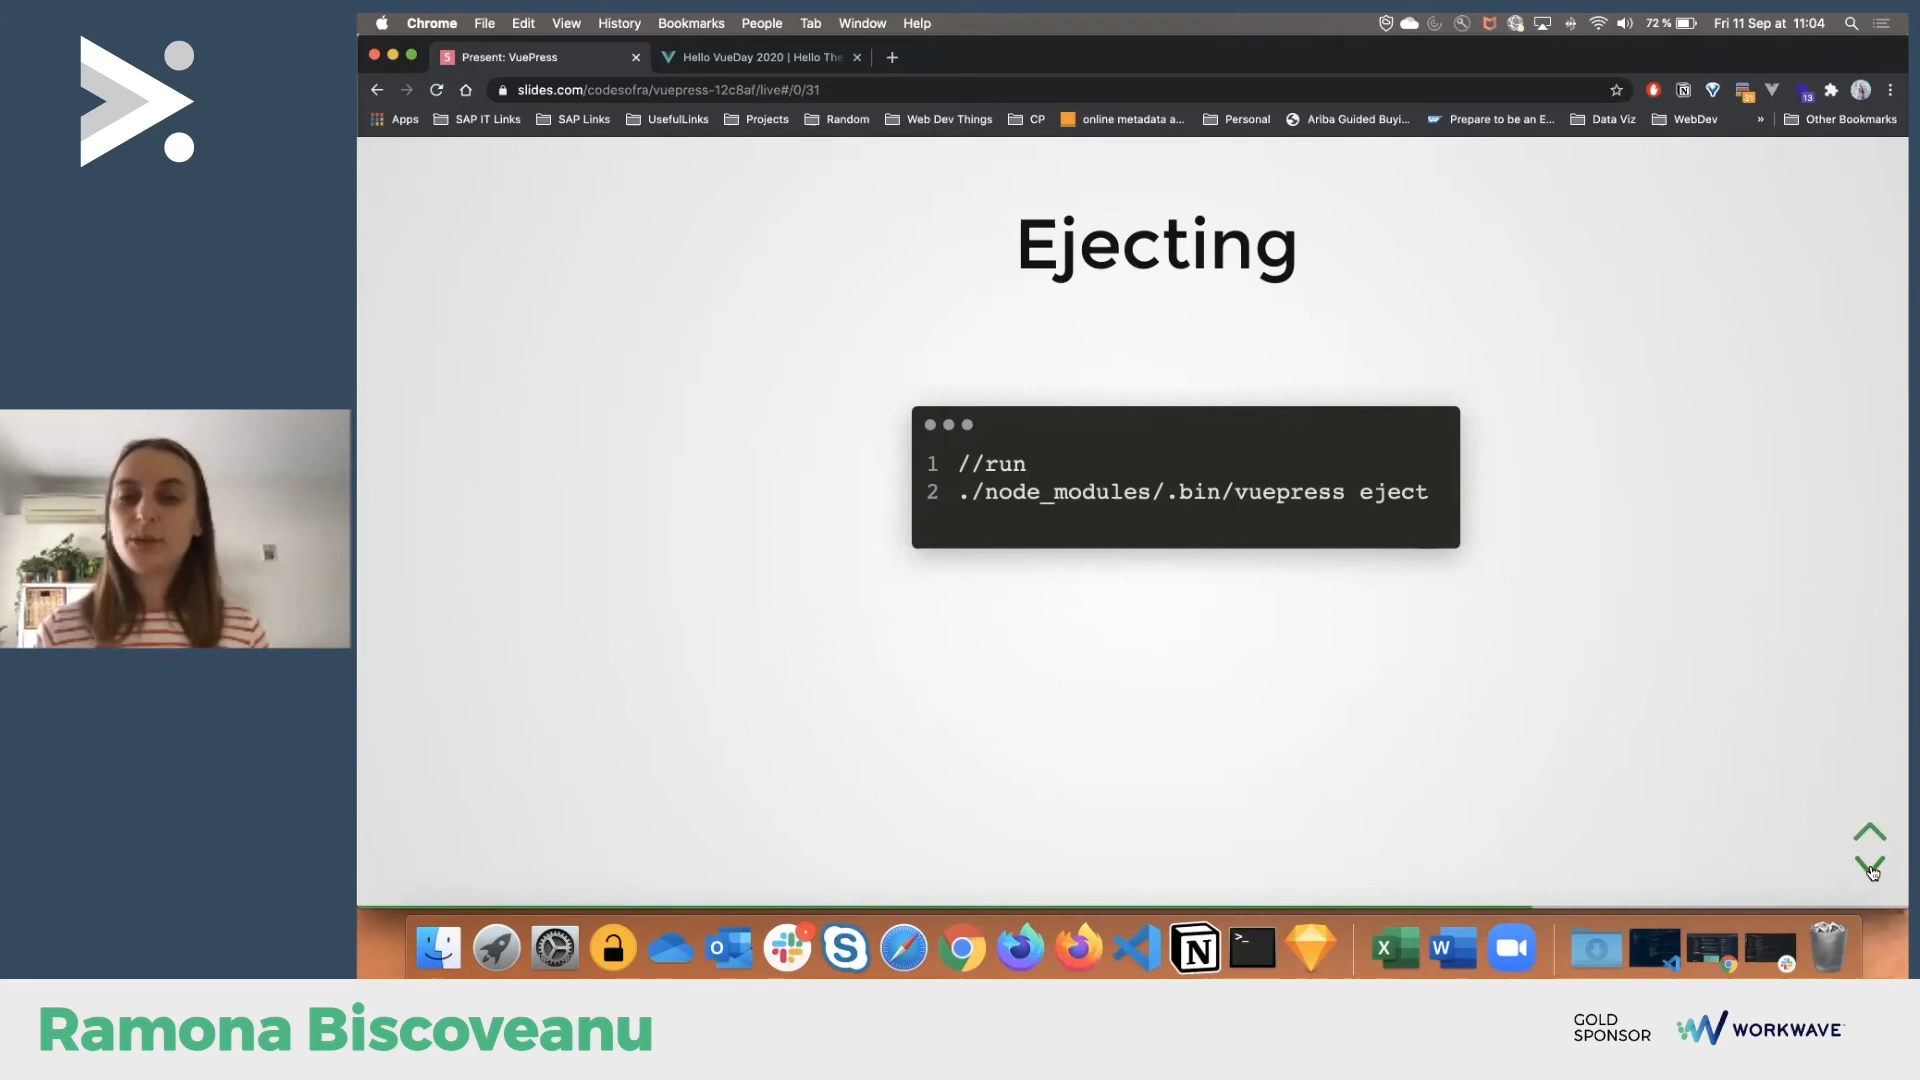 Chrome File Edit View History Bookmarks People Tab Window Help
72 % Fri 11 Sep at 11:04
Present: VuePress
Hello VueDay 2020 | Hello The
slides.com/codesofra/vuepress-12c8af/live#/0/31
Apps SAP IT Links SAP Links UsefulLinks Projects Random Web Dev Things CP online metadata a... Personal Ariba Guided Buyi... Prepare to be an E... Data Viz WebDev » Other Bookmarks
Ejecting
1 //run
2 ./node_modules/.bin/vuepress eject
Ramona Biscoveanu
GOLD
SPONSOR
WORKWAVE